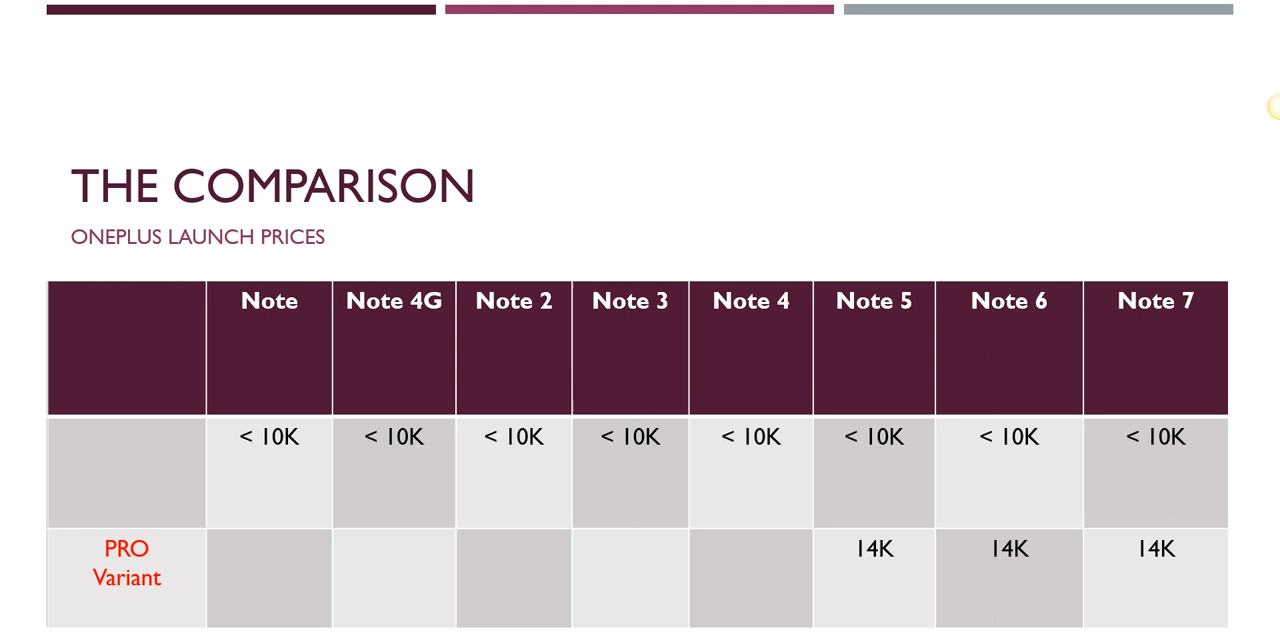 THE COMPARISON
ONEPLUS LAUNCH PRICES
Note Note 4G Note 2 Note 3 Note 4 Note 5 Note 6 Note 7
< 10K < 10K < 10K < 10K < 10K < 10K < 10K < 10K
PRO 14K 14K 14K
Variant